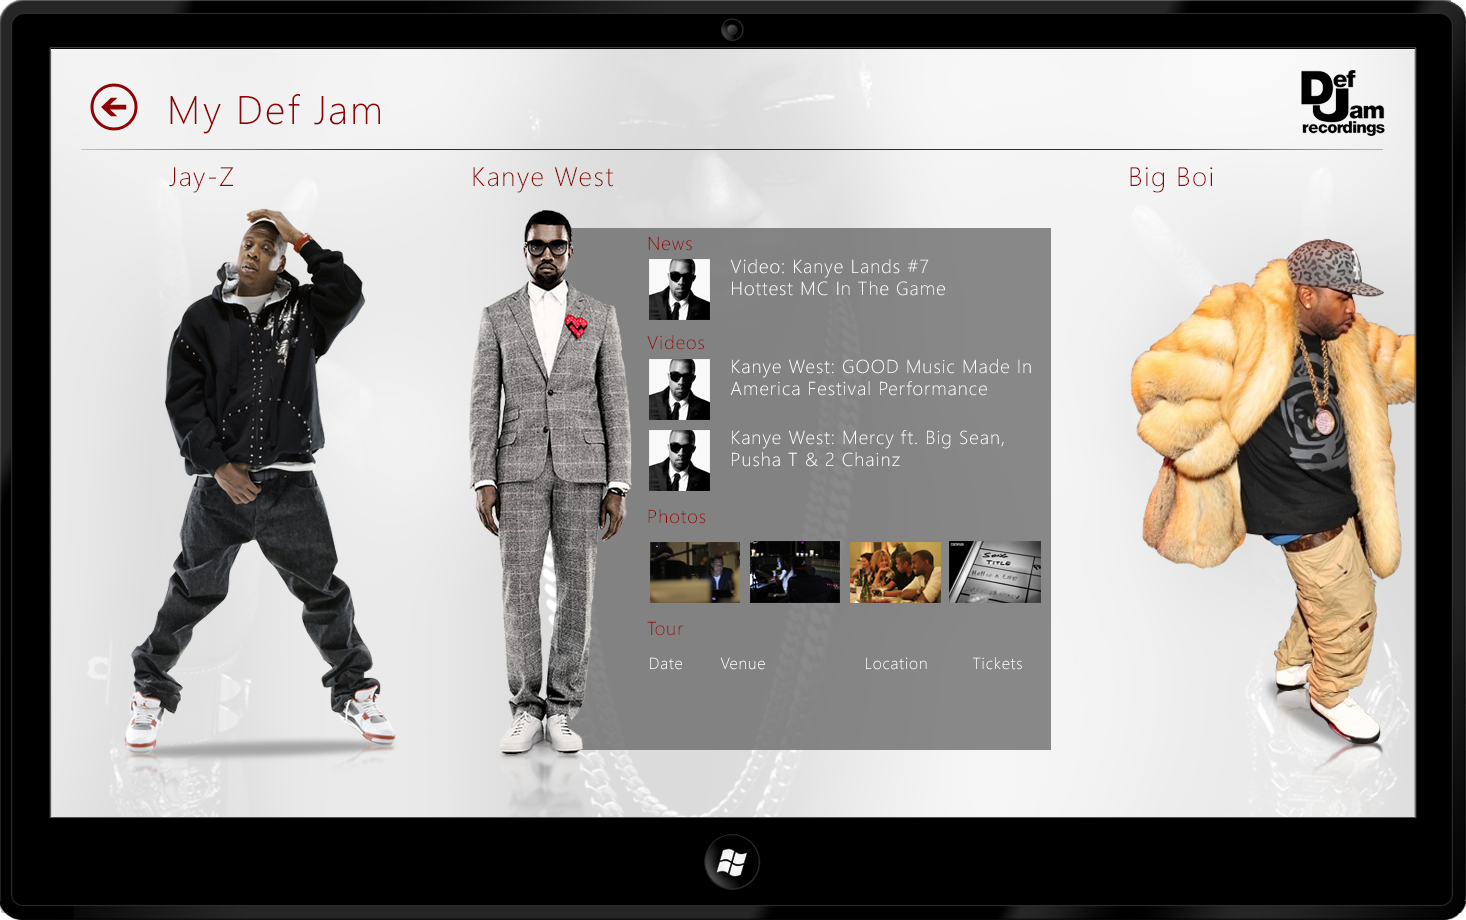 My Def Jam
Def
Jam
recordings
Jay-Z
Kanye West
Big Boi
News
Video: Kanye Lands #7
Hottest MC In The Game
Videos
Kanye West: GOOD Music Made In
America Festival Performance
Kanye West: Mercy ft. Big Sean,
Pusha T & 2 Chainz
Photos
SONG
TITLE
Tour
Date Venue Location Tickets